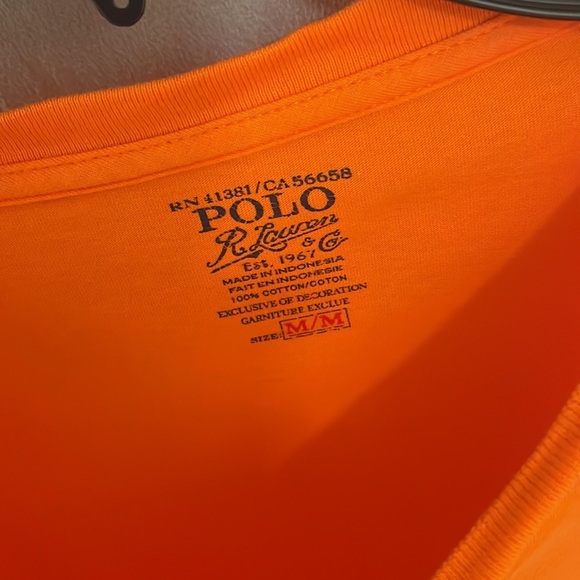 RN 41381/CA 56658
POLO
R. Lauren
& Co
EST. 1967
MADE IN INDONESIA
FAIT EN INDONESIE
100% COTTON/COTON
EXCLUSIVE OF DECORATION
GARNITURE EXCLUE
SIZE: M/M